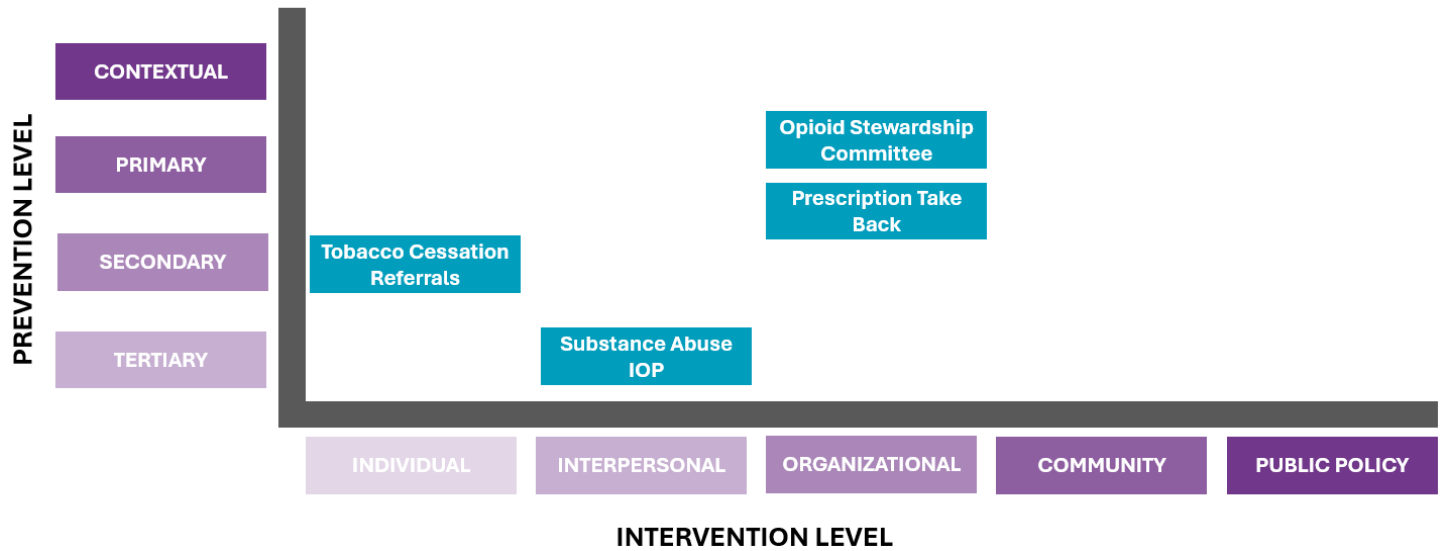 PREVENTION LEVEL
CONTEXTUAL
PRIMARY
SECONDARY
TERTIARY
Opioid Stewardship
Committee
Prescription Take
Back
Tobacco Cessation
Referrals
Substance Abuse
IOP
INDIVIDUAL
INTERPERSONAL
ORGANIZATIONAL
COMMUNITY
PUBLIC POLICY
INTERVENTION LEVEL